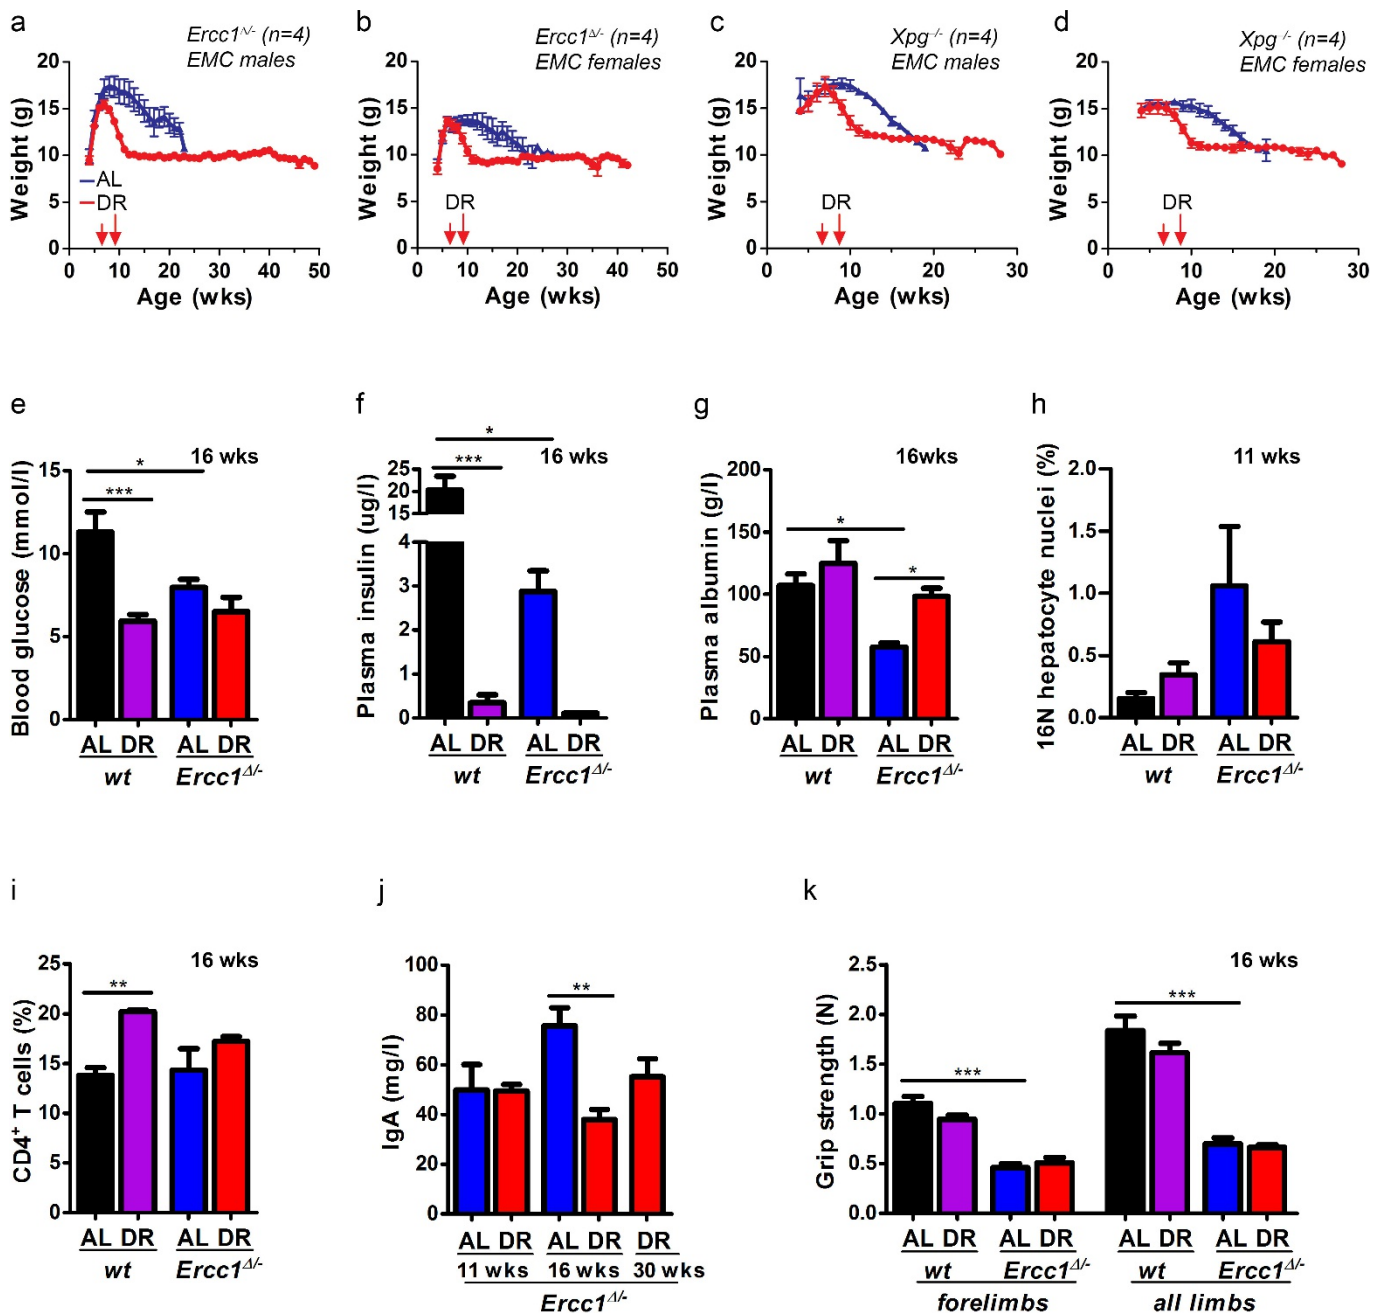 a
Ercc1Δ/- (n=4)
EMC males
20
15
10
5
0
Weight (g)
AL
DR
0 10 20 30 40 50
Age (wks)
b
Ercc1Δ/- (n=4)
EMC females
20
15
10
5
0
Weight (g)
DR
0 10 20 30 40 50
Age (wks)
c
Xpg-/- (n=4)
EMC males
20
15
10
5
0
Weight (g)
DR
0 10 20 30
Age (wks)
d
Xpg-/- (n=4)
EMC females
20
15
10
5
0
Weight (g)
DR
0 10 20 30
Age (wks)
e
16 wks
Blood glucose (mmol/l)
15
10
5
0
*
***
AL DR AL DR
wt Ercc1Δ/-
f
16 wks
Plasma insulin (ug/l)
25
20
15
4
3
2
1
0
*
***
AL DR AL DR
wt Ercc1Δ/-
g
16wks
Plasma albumin (g/l)
200
150
100
50
0
*
*
AL DR AL DR
wt Ercc1Δ/-
h
11 wks
16N hepatocyte nuclei (%)
2.0
1.5
1.0
0.5
0.0
AL DR AL DR
wt Ercc1Δ/-
i
16 wks
CD4+ T cells (%)
25
20
15
10
5
0
**
AL DR AL DR
wt Ercc1Δ/-
j
IgA (mg/l)
100
80
60
40
20
0
**
AL DR AL DR DR
11 wks 16 wks 30 wks
Ercc1Δ/-
k
16 wks
Grip strength (N)
2.5
2.0
1.5
1.0
0.5
0.0
***
***
AL DR AL DR AL DR AL DR
wt Ercc1Δ/- wt Ercc1Δ/-
forelimbs all limbs